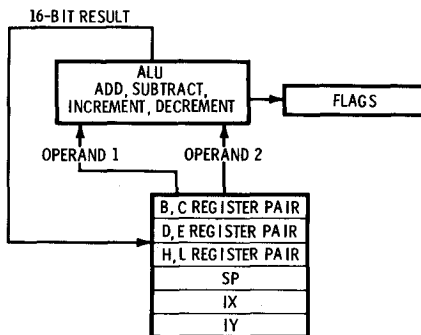 16-BIT RESULT
ALU
ADD, SUBTRACT,
INCREMENT, DECREMENT
FLAGS
OPERAND 1
OPERAND 2
B, C REGISTER PAIR
D, E REGISTER PAIR
H, L REGISTER PAIR
SP
IX
IY